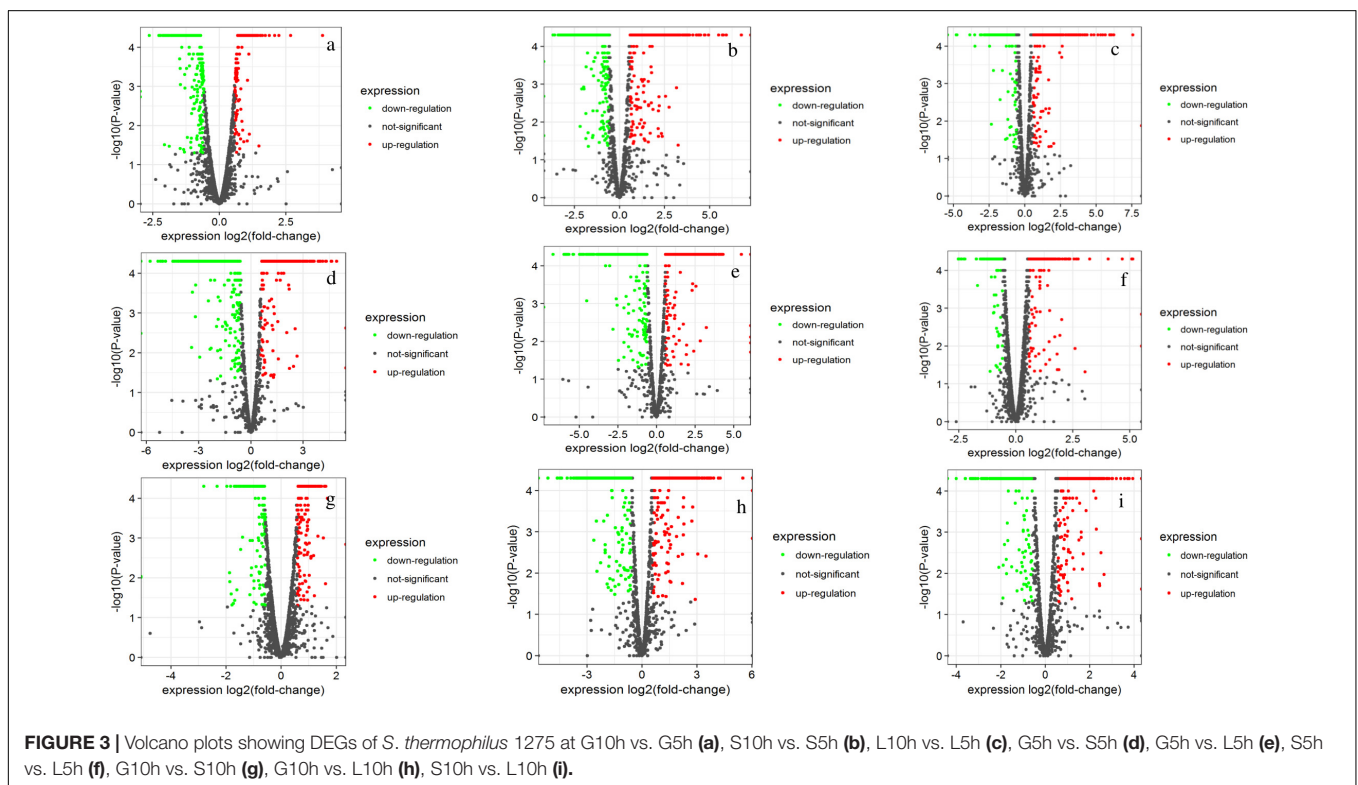 a
-log10(P-value)
4
3
2
1
0
-2.5 0.0 2.5
expression log2(fold-change)
expression
down-regulation
not-significant
up-regulation
b
-log10(P-value)
4
3
2
1
0
-2.5 0.0 2.5 5.0
expression log2(fold-change)
expression
down-regulation
not-significant
up-regulation
c
-log10(P-value)
4
3
2
1
0
-5.0 -2.5 0.0 2.5 5.0 7.5
expression log2(fold-change)
expression
down-regulation
not-significant
up-regulation
d
-log10(P-value)
4
3
2
1
0
-6 -3 0 3
expression log2(fold-change)
expression
down-regulation
not-significant
up-regulation
e
-log10(P-value)
4
3
2
1
0
-5.0 -2.5 0.0 2.5 5.0
expression log2(fold-change)
expression
down-regulation
not-significant
up-regulation
f
-log10(P-value)
4
3
2
1
0
-2.5 0.0 2.5 5.0
expression log2(fold-change)
expression
down-regulation
not-significant
up-regulation
g
-log10(P-value)
4
3
2
1
0
-4 -2 0 2
expression log2(fold-change)
expression
down-regulation
not-significant
up-regulation
h
-log10(P-value)
4
3
2
1
0
-3 0 3 6
expression log2(fold-change)
expression
down-regulation
not-significant
up-regulation
i
-log10(P-value)
4
3
2
1
0
-4 -2 0 2 4
expression log2(fold-change)
expression
down-regulation
not-significant
up-regulation
FIGURE 3 | Volcano plots showing DEGs of S. thermophilus 1275 at G10h vs. G5h (a), S10h vs. S5h (b), L10h vs. L5h (c), G5h vs. S5h (d), G5h vs. L5h (e), S5h
vs. L5h (f), G10h vs. S10h (g), G10h vs. L10h (h), S10h vs. L10h (i).